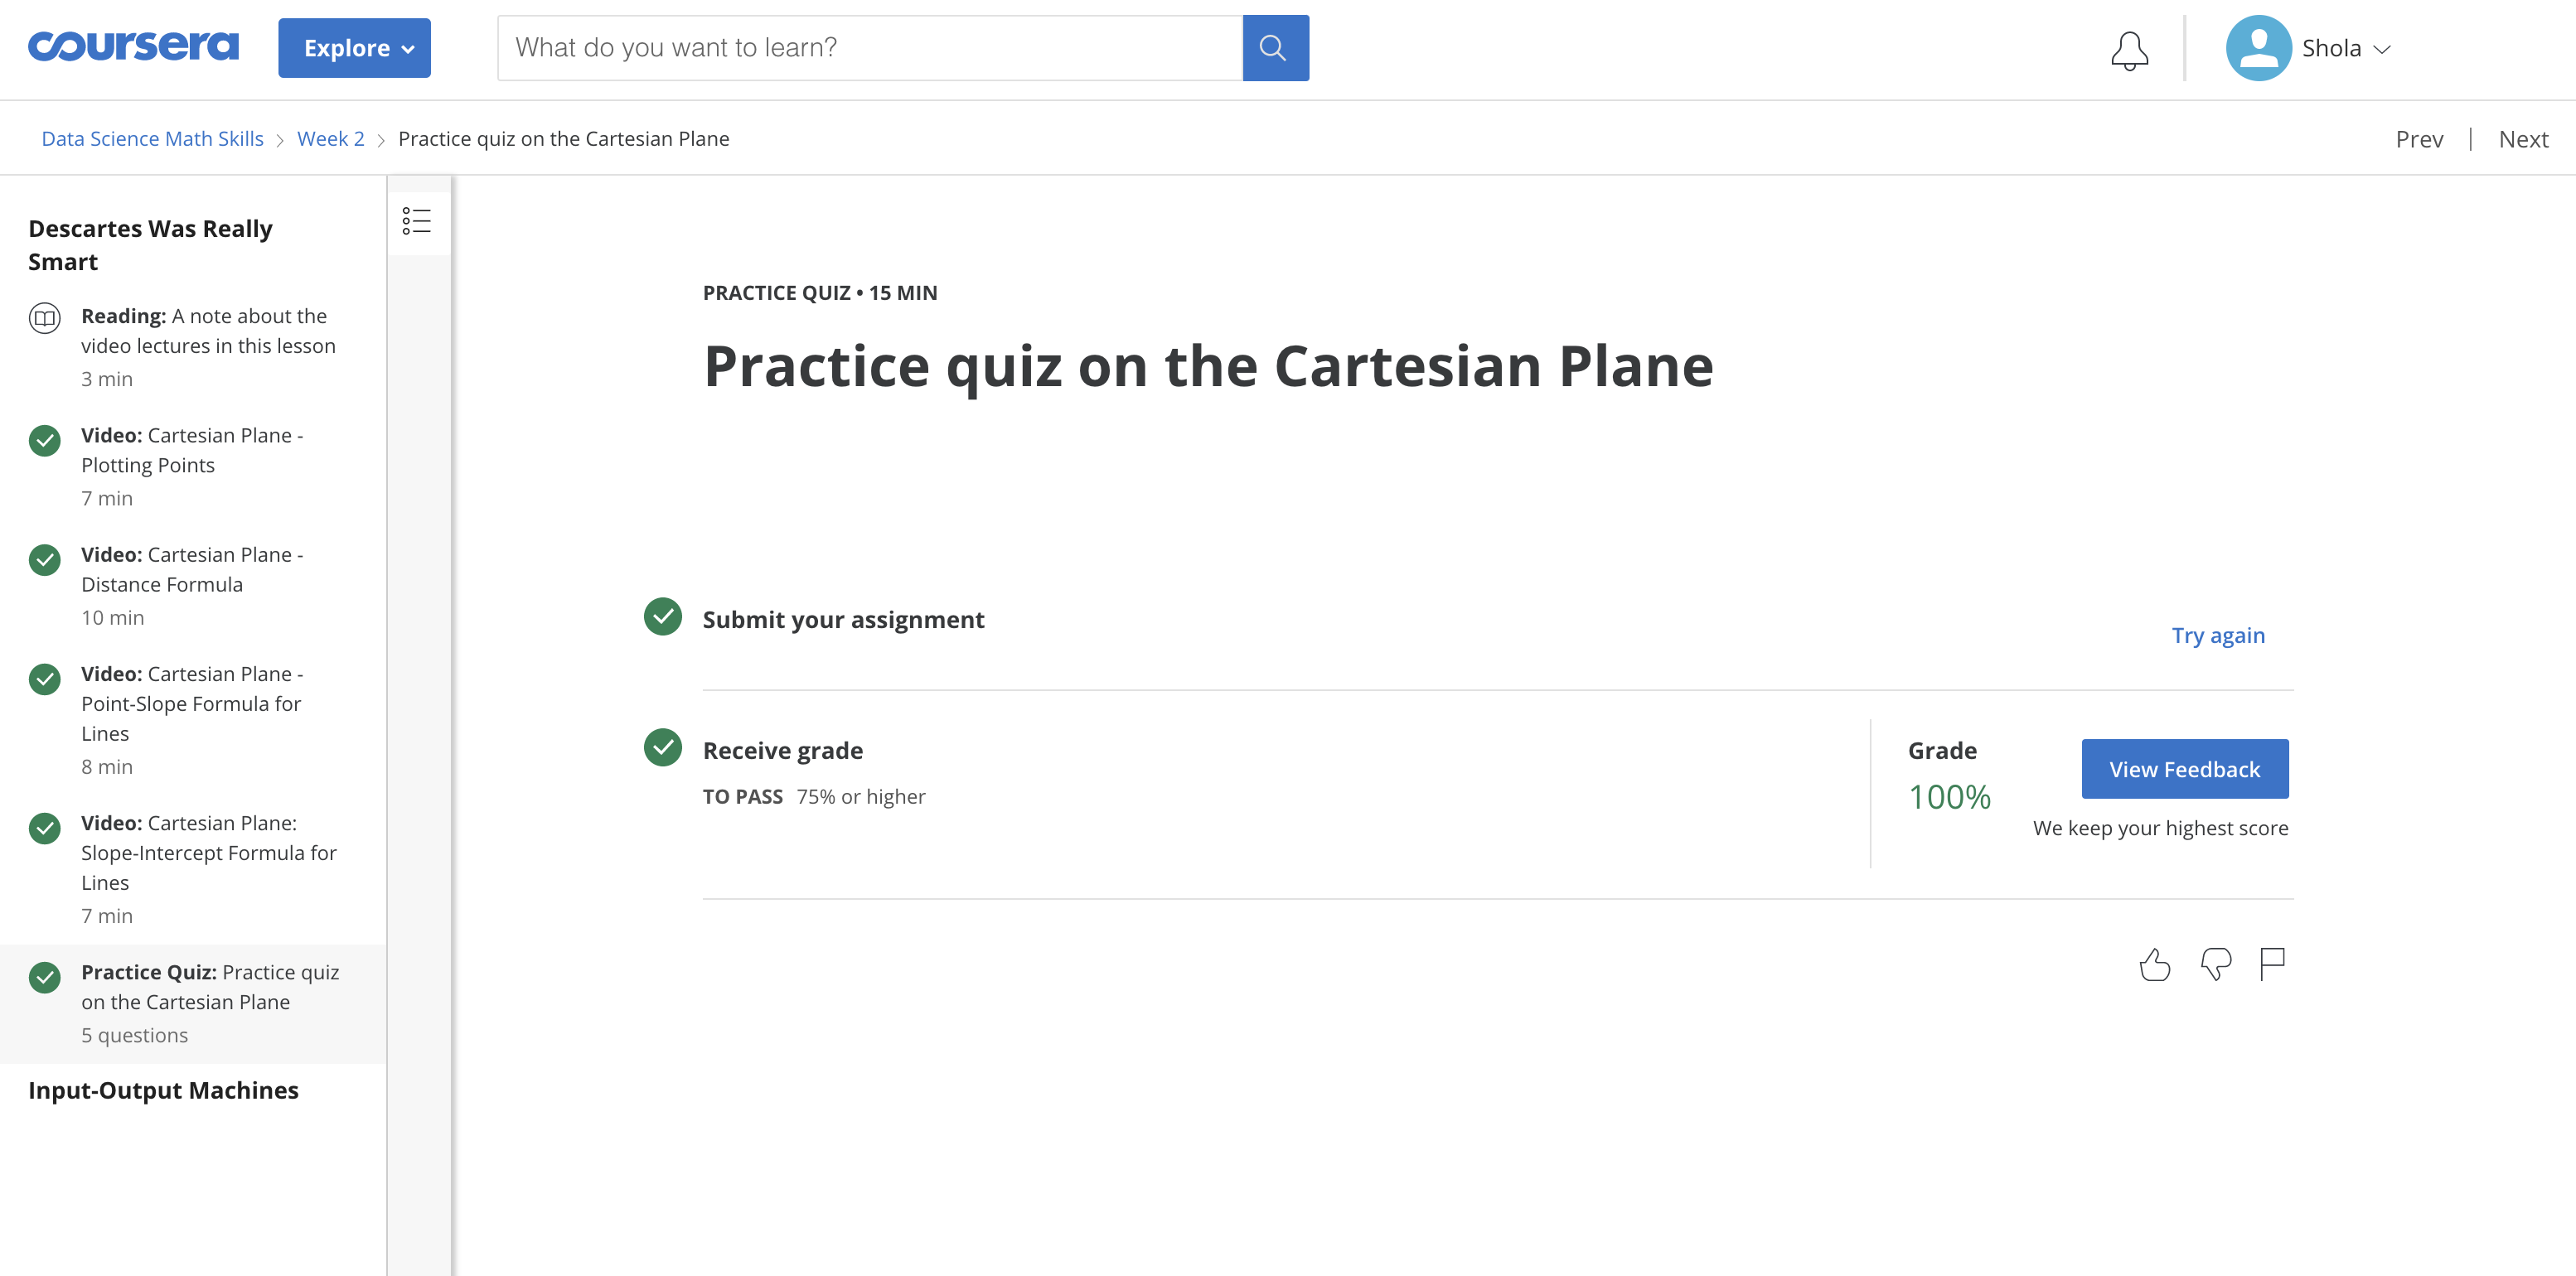 coursera
Explore
What do you want to learn?
Shola
Data Science Math Skills
Week 2
Practice quiz on the Cartesian Plane
Prev
Next
Descartes Was Really
Smart
Reading: A note about the
video lectures in this lesson
3 min
Video: Cartesian Plane -
Plotting Points
7 min
Video: Cartesian Plane -
Distance Formula
10 min
Video: Cartesian Plane -
Point-Slope Formula for
Lines
8 min
Video: Cartesian Plane:
Slope-Intercept Formula for
Lines
7 min
Practice Quiz: Practice quiz
on the Cartesian Plane
5 questions
Input-Output Machines
PRACTICE QUIZ • 15 MIN
Practice quiz on the Cartesian Plane
Submit your assignment
Try again
Receive grade
TO PASS 75% or higher
Grade
100%
View Feedback
We keep your highest score